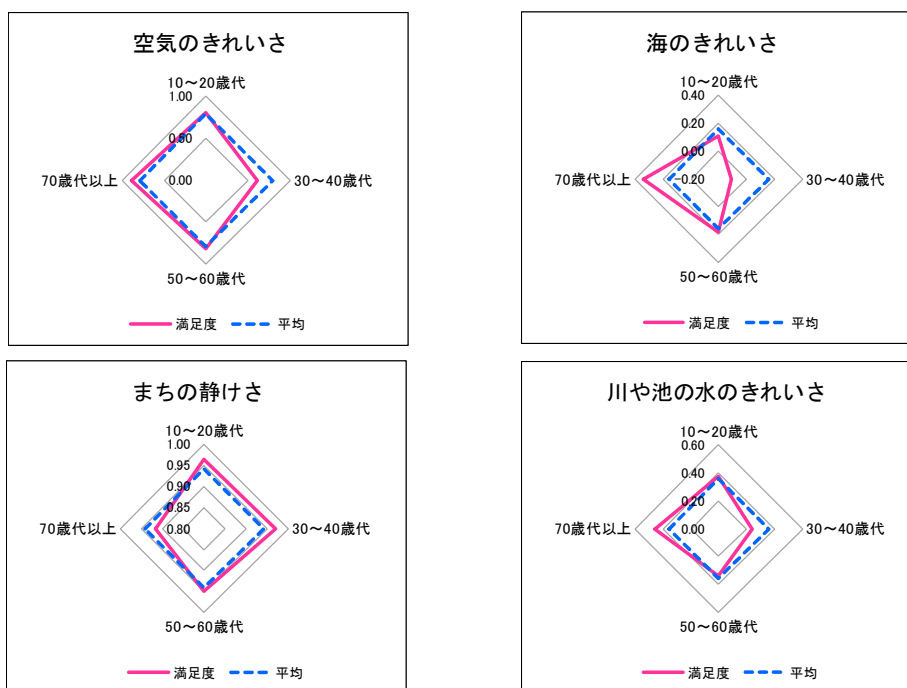 空気のきれいさ
10～20歳代
1.00
0.50
0.00
70歳代以上
30～40歳代
50～60歳代
満足度
平均
海のきれいさ
10～20歳代
0.40
0.20
0.00
-0.20
70歳代以上
30～40歳代
50～60歳代
満足度
平均
まちの静けさ
10～20歳代
1.00
0.95
0.90
0.85
0.80
70歳代以上
30～40歳代
50～60歳代
満足度
平均
川や池の水のきれいさ
10～20歳代
0.60
0.40
0.20
0.00
70歳代以上
30～40歳代
50～60歳代
満足度
平均